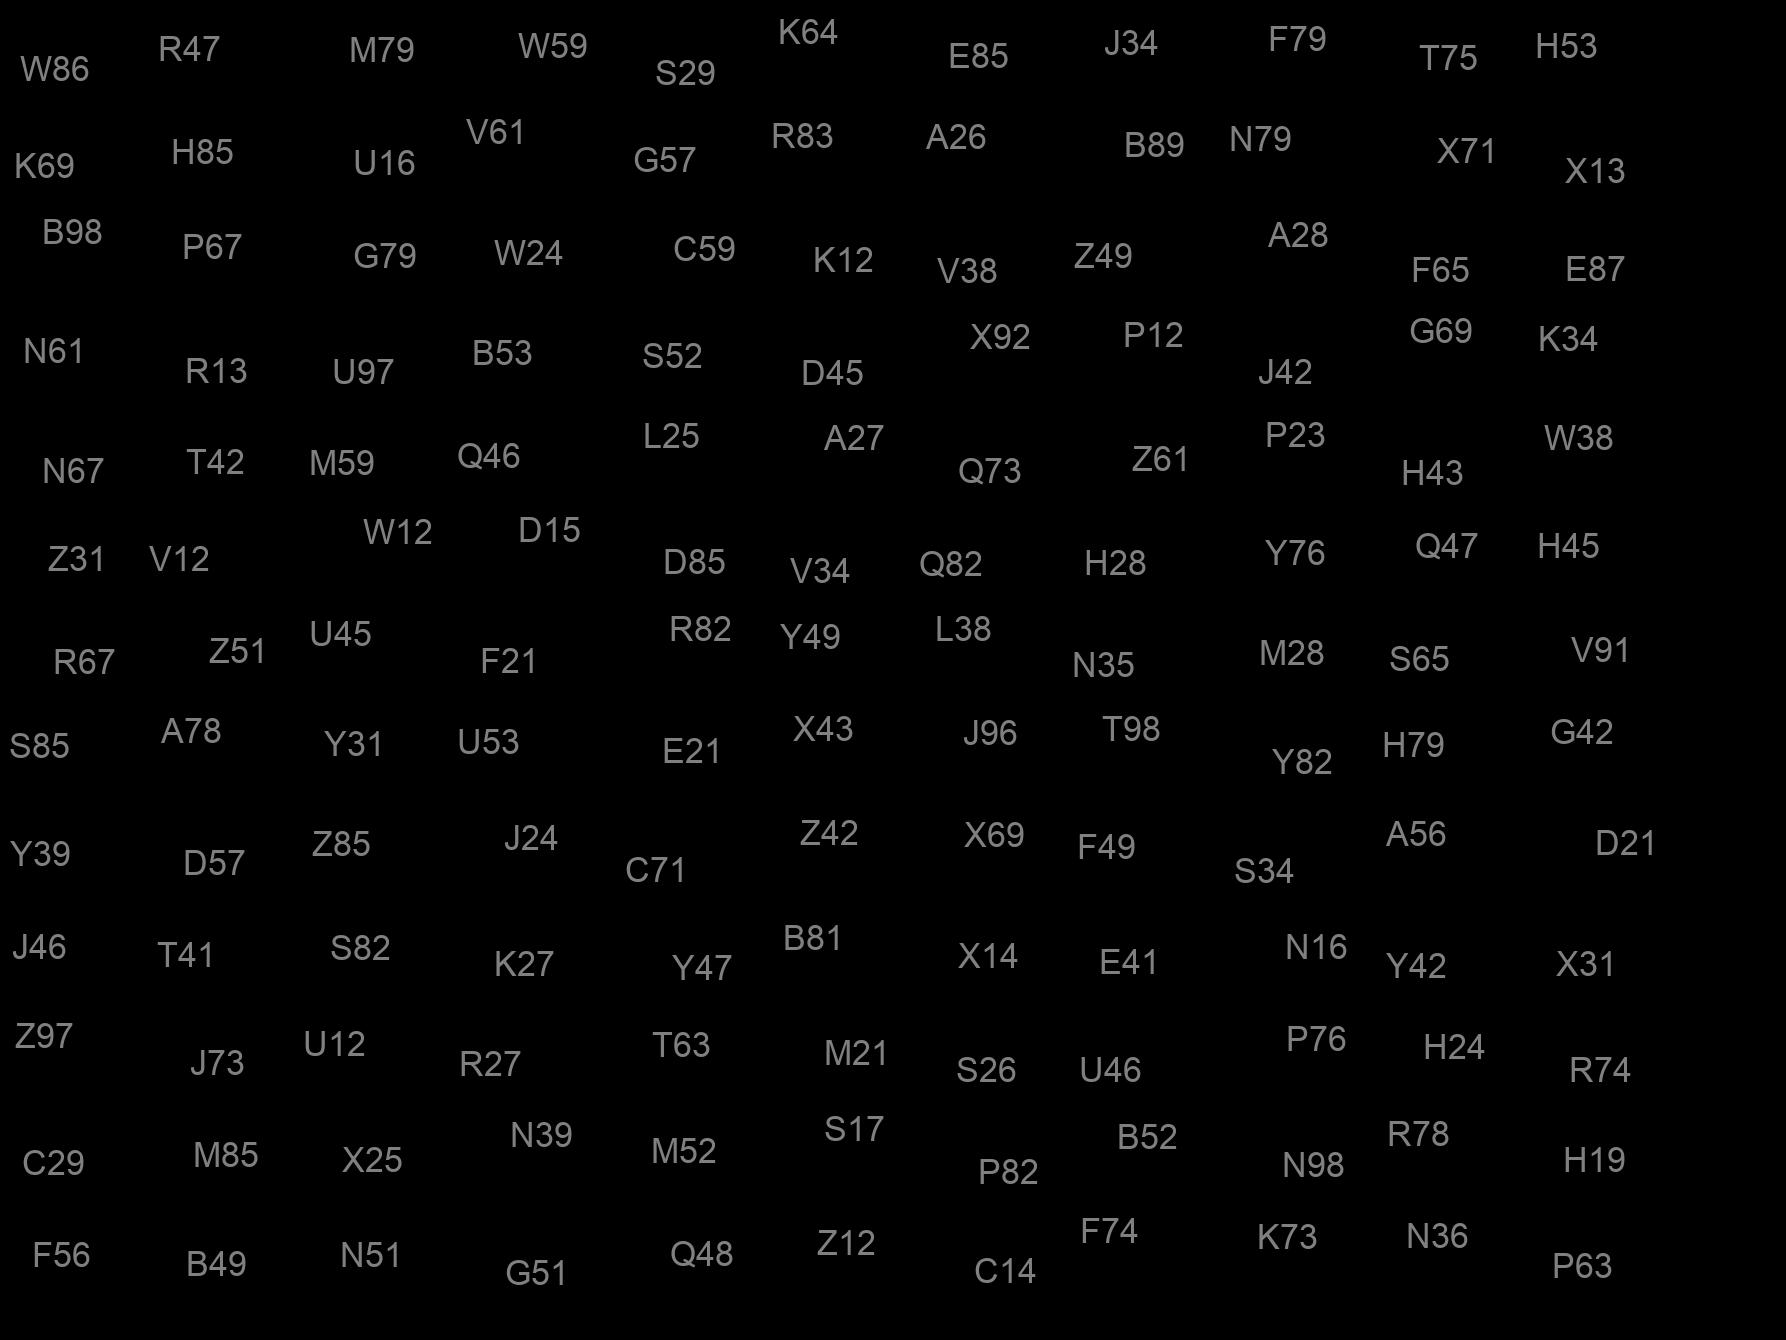 W86 R47 M79 W59 S29 K64 E85 J34 F79 T75 H53
K69 H85 U16 V61 G57 R83 A26 B89 N79 X71 X13
B98 P67 G79 W24 C59 K12 V38 Z49 A28 F65 E87
N61 R13 U97 B53 S52 D45 X92 P12 J42 G69 K34
N67 T42 M59 Q46 L25 A27 Q73 Z61 P23 H43 W38
Z31 V12 W12 D15 D85 V34 Q82 H28 Y76 Q47 H45
R67 Z51 U45 F21 R82 Y49 L38 N35 M28 S65 V91
S85 A78 Y31 U53 E21 X43 J96 T98 Y82 H79 G42
Y39 D57 Z85 J24 C71 Z42 X69 F49 S34 A56 D21
J46 T41 S82 K27 Y47 B81 X14 E41 N16 Y42 X31
Z97 J73 U12 R27 T63 M21 S26 U46 P76 H24 R74
C29 M85 X25 N39 M52 S17 P82 B52 N98 R78 H19
F56 B49 N51 G51 Q48 Z12 C14 F74 K73 N36 P63